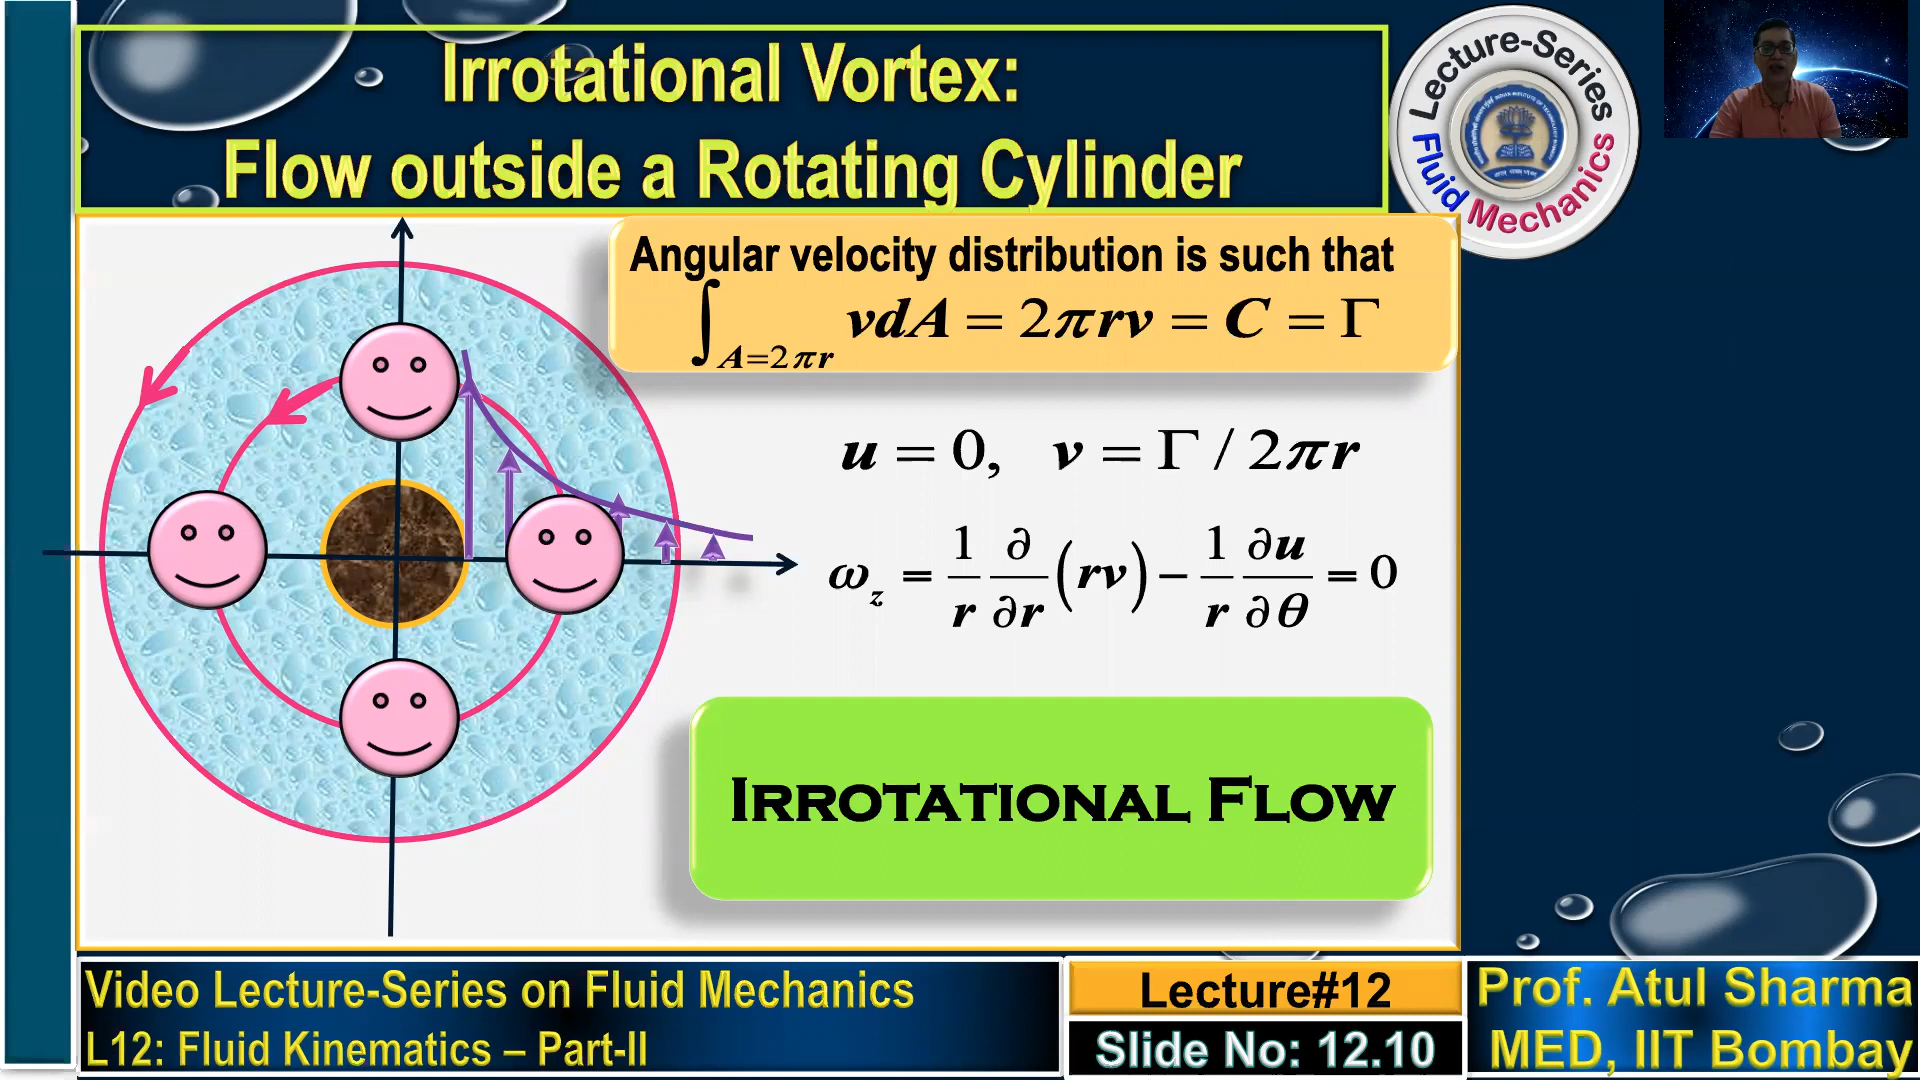 Irrotational Vortex:
Flow outside a Rotating Cylinder
Lecture-Series
Fluid Mechanics
Angular velocity distribution is such that
∫_{A=2πr} vdA = 2πrv = C = Γ
u = 0, v = Γ / 2πr
ω_z = 1/r ∂/∂r (rv) − 1/r ∂u/∂θ = 0
IRROTATIONAL FLOW
Video Lecture-Series on Fluid Mechanics
L12: Fluid Kinematics – Part-II
Lecture#12
Slide No: 12.10
Prof. Atul Sharma
MED, IIT Bombay